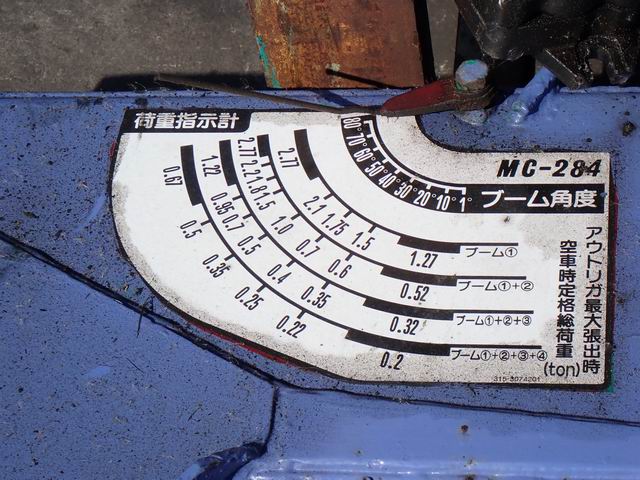 荷重指示計
MC-284
ブーム角度
80° 70° 60° 50° 40° 30° 20° 10° 1°
2.77 2.1 1.75 1.5 1.27 ブーム①
2.77 2.2 1.8 1.5 1.0 0.7 0.6 0.52 ブーム①+②
1.22 0.95 0.7 0.5 0.4 0.35 0.32 ブーム①+②+③
0.67 0.5 0.35 0.25 0.22 0.2 ブーム①+②+③+④
アウトリガ最大張出時
空車時定格総荷重
(ton)
315-3074201